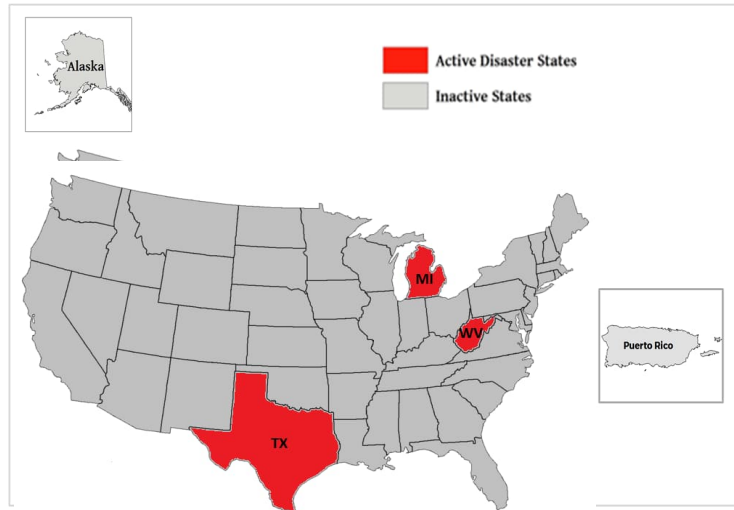 Alaska
Active Disaster States
Inactive States
MI
WV
Puerto Rico
TX